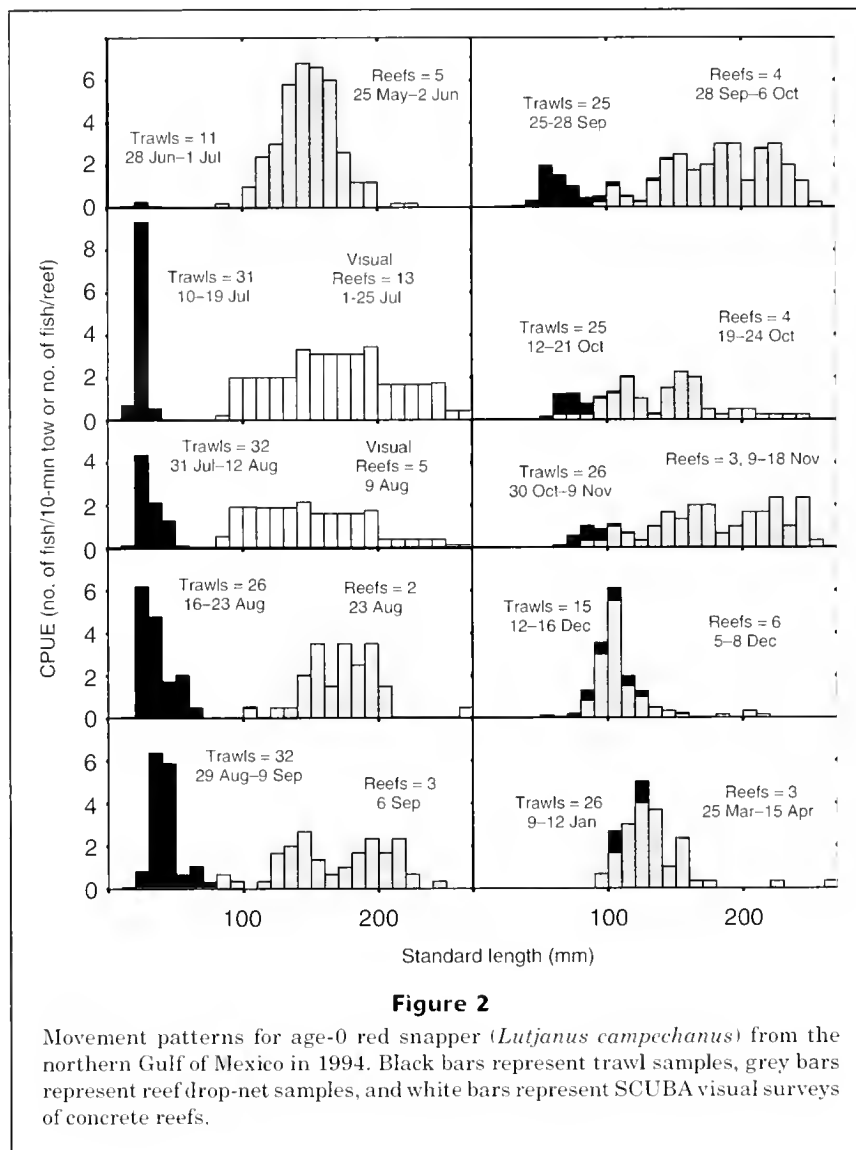 6
4
2
0
Trawls = 11
28 Jun–1 Jul
Reefs = 5
25 May–2 Jun
Trawls = 25
25-28 Sep
Reefs = 4
28 Sep–6 Oct
8
6
4
2
0
Trawls = 31
10–19 Jul
Visual
Reefs = 13
1-25 Jul
Trawls = 25
12–21 Oct
Reefs = 4
19–24 Oct
4
2
0
Trawls = 32
31 Jul–12 Aug
Visual
Reefs = 5
9 Aug
Trawls = 26
30 Oct–9 Nov
Reefs = 3, 9–18 Nov
6
4
2
0
Trawls = 26
16–23 Aug
Reefs = 2
23 Aug
Trawls = 15
12–16 Dec
Reefs = 6
5–8 Dec
6
4
2
0
Trawls = 32
29 Aug–9 Sep
Reefs = 3
6 Sep
Trawls = 26
9–12 Jan
Reefs = 3
25 Mar–15 Apr
CPUE (no. of fish/10-min tow or no. of fish/reef)
100
200
100
200
Standard length (mm)
Figure 2
Movement patterns for age-0 red snapper (Lutjanus campechanus) from the
northern Gulf of Mexico in 1994. Black bars represent trawl samples, grey bars
represent reef drop-net samples, and white bars represent SCUBA visual surveys
of concrete reefs.